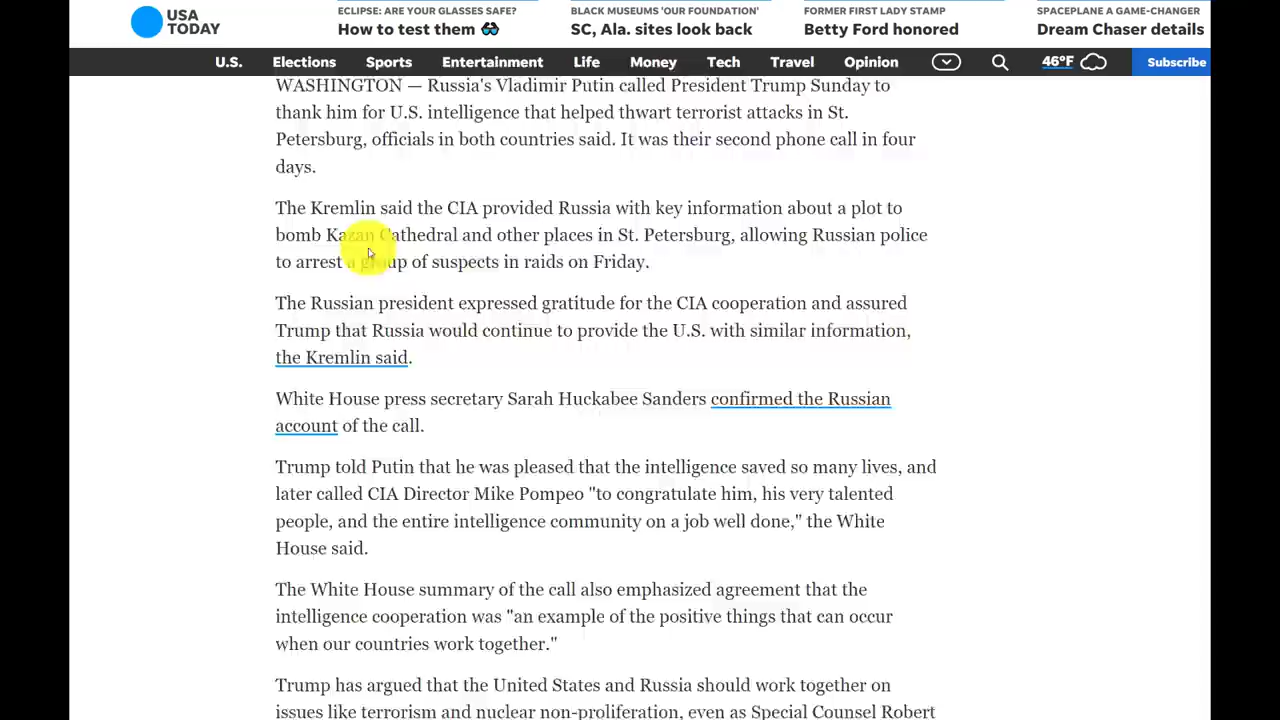 USA
TODAY
ECLIPSE: ARE YOUR GLASSES SAFE?
How to test them
BLACK MUSEUMS 'OUR FOUNDATION'
SC, Ala. sites look back
FORMER FIRST LADY STAMP
Betty Ford honored
SPACEPLANE A GAME-CHANGER
Dream Chaser details
U.S. Elections Sports Entertainment Life Money Tech Travel Opinion 46°F Subscribe
WASHINGTON — Russia's Vladimir Putin called President Trump Sunday to
thank him for U.S. intelligence that helped thwart terrorist attacks in St.
Petersburg, officials in both countries said. It was their second phone call in four
days.
The Kremlin said the CIA provided Russia with key information about a plot to
bomb Kazan Cathedral and other places in St. Petersburg, allowing Russian police
to arrest a group of suspects in raids on Friday.
The Russian president expressed gratitude for the CIA cooperation and assured
Trump that Russia would continue to provide the U.S. with similar information,
the Kremlin said.
White House press secretary Sarah Huckabee Sanders confirmed the Russian
account of the call.
Trump told Putin that he was pleased that the intelligence saved so many lives, and
later called CIA Director Mike Pompeo "to congratulate him, his very talented
people, and the entire intelligence community on a job well done," the White
House said.
The White House summary of the call also emphasized agreement that the
intelligence cooperation was "an example of the positive things that can occur
when our countries work together."
Trump has argued that the United States and Russia should work together on
issues like terrorism and nuclear non-proliferation, even as Special Counsel Robert